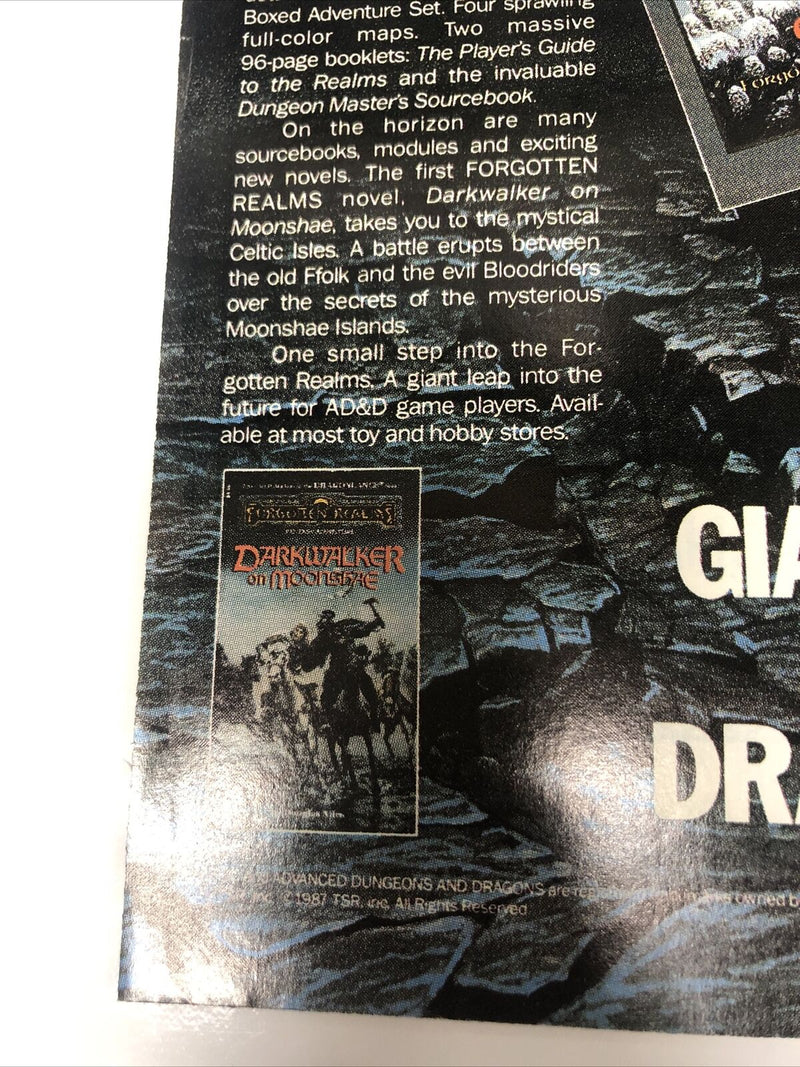 Boxed Adventure Set. Four sprawling
full-color maps. Two massive
96-page booklets: The Player's Guide
to the Realms and the invaluable
Dungeon Master's Sourcebook.
On the horizon are many
sourcebooks, modules and exciting
new novels. The first FORGOTTEN
REALMS novel, Darkwalker on
Moonshae, takes you to the mystical
Celtic Isles. A battle erupts between
the old Ffolk and the evil Bloodriders
over the secrets of the mysterious
Moonshae Islands.
One small step into the For-
gotten Realms. A giant leap into the
future for AD&D game players. Avail-
able at most toy and hobby stores.
Forgo
DRAGONLANCE
FORGOTTEN REALMS
DARKWALKER
on MOONSHAE
GIA
DRA
ADVANCED DUNGEONS AND DRAGONS are owned b
Inc. ©1987 TSR, Inc. All Rights Reserved